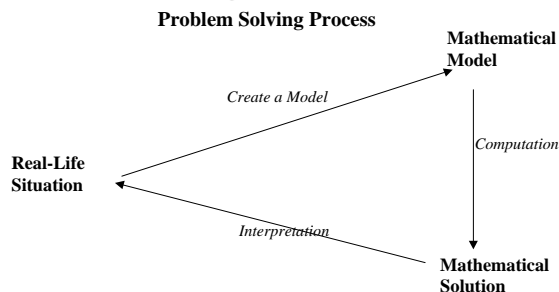 Problem Solving Process
Mathematical
Model
Create a Model
Computation
Real-Life
Situation
Interpretation
Mathematical
Solution